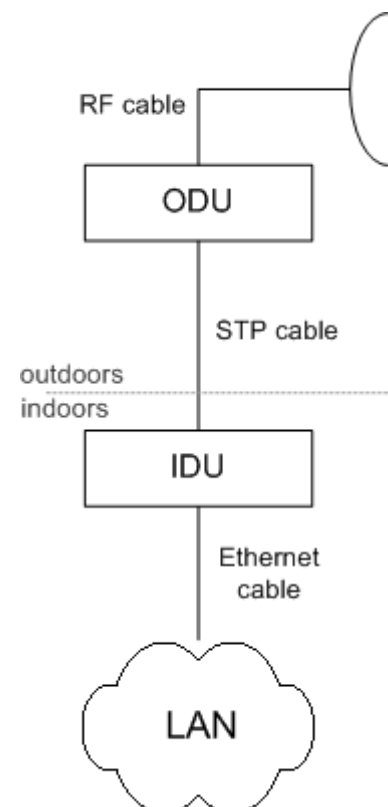 RF cable
ODU
STP cable
outdoors
indoors
IDU
Ethernet
cable
LAN